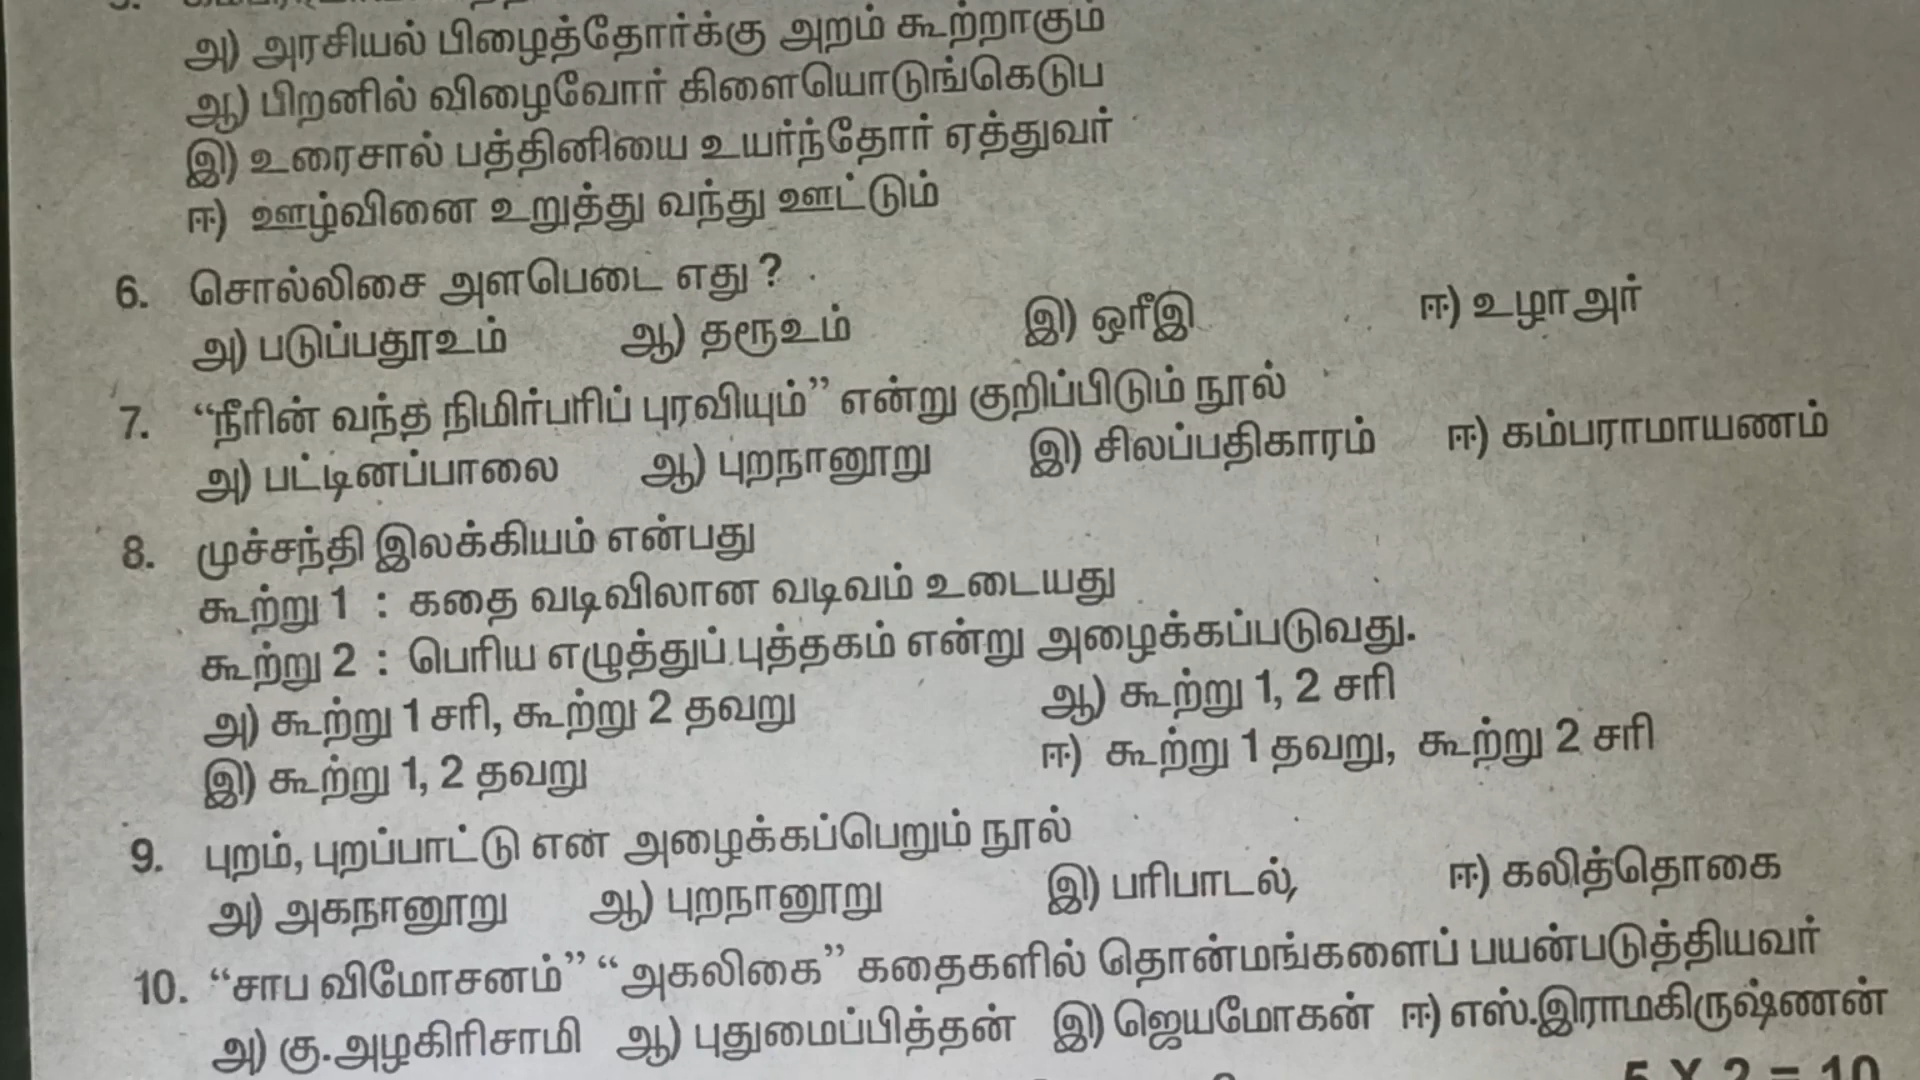 அ) அரசியல் பிழைத்தோர்க்கு அறம் கூற்றாகும்
ஆ) பிறனில் விழைவோர் கிளையொடுங்கெடுப
இ) உரைசால் பத்தினியை உயர்ந்தோர் ஏத்துவர்
ஈ) ஊழ்வினை உறுத்து வந்து ஊட்டும்
6. சொல்லிசை அளபெடை எது ?
அ) படுப்பதூஉம் ஆ) தரூஉம் இ) ஒரீஇ ஈ) உழாஅர்
7. “நீரின் வந்த நிமிர்பரிப் புரவியும்” என்று குறிப்பிடும் நூல்
அ) பட்டினப்பாலை ஆ) புறநானூறு இ) சிலப்பதிகாரம் ஈ) கம்பராமாயணம்
8. முச்சந்தி இலக்கியம் என்பது
கூற்று 1 : கதை வடிவிலான வடிவம் உடையது
கூற்று 2 : பெரிய எழுத்துப் புத்தகம் என்று அழைக்கப்படுவது.
அ) கூற்று 1 சரி, கூற்று 2 தவறு ஆ) கூற்று 1, 2 சரி
இ) கூற்று 1, 2 தவறு ஈ) கூற்று 1 தவறு, கூற்று 2 சரி
9. புறம், புறப்பாட்டு என அழைக்கப்பெறும் நூல்
அ) அகநானூறு ஆ) புறநானூறு இ) பரிபாடல், ஈ) கலித்தொகை
10. “சாப விமோசனம்” “அகலிகை” கதைகளில் தொன்மங்களைப் பயன்படுத்தியவர்
அ) கு.அழகிரிசாமி ஆ) புதுமைப்பித்தன் இ) ஜெயமோகன் ஈ) எஸ்.இராமகிருஷ்ணன்
5 X 2 = 10